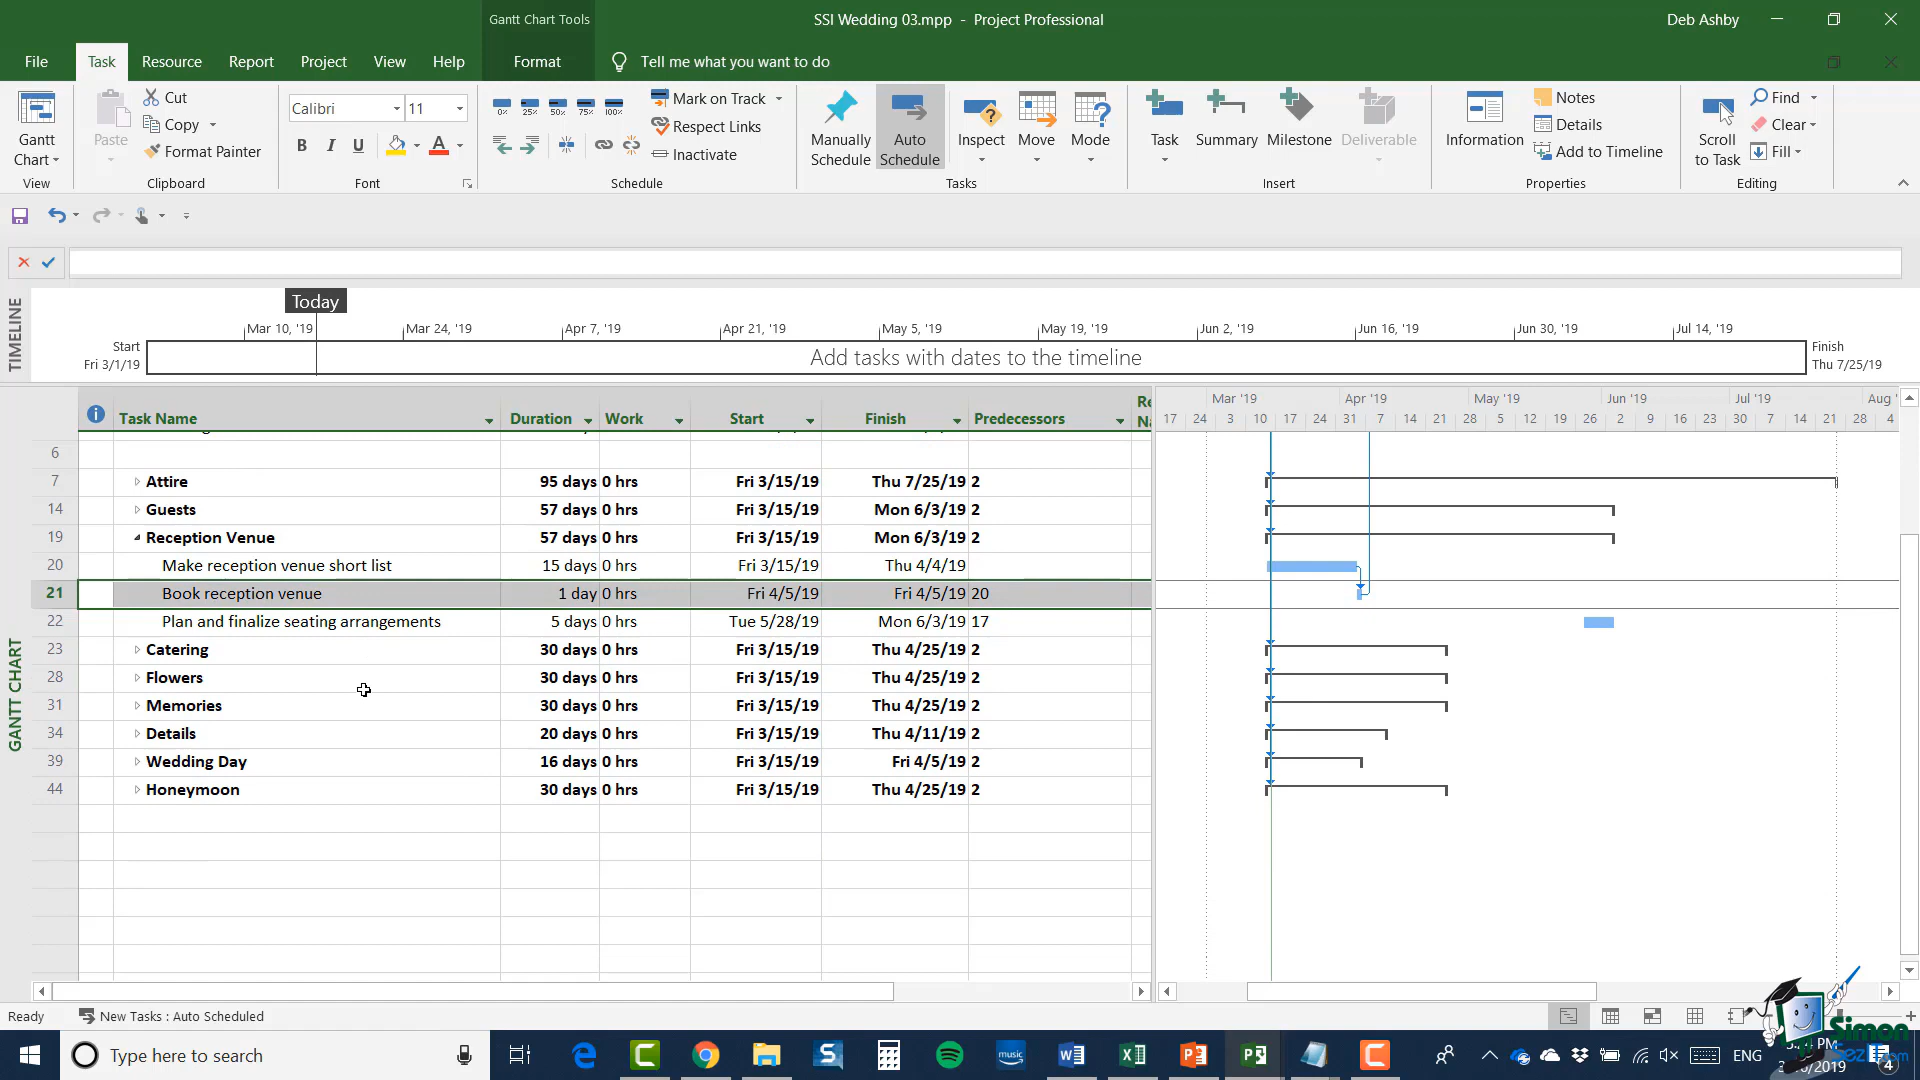 Gantt Chart Tools
SSI Wedding 03.mpp - Project Professional
Deb Ashby
File Task Resource Report Project View Help Format Tell me what you want to do
Gantt Chart
View
Paste
Cut
Copy
Format Painter
Clipboard
Calibri 11
B I U A
Font
0% 25% 50% 75% 100%
Mark on Track
Respect Links
Inactivate
Schedule
Manually Schedule
Auto Schedule
Inspect
Move
Mode
Tasks
Task
Summary
Milestone
Deliverable
Insert
Information
Notes
Details
Add to Timeline
Properties
Scroll to Task
Find
Clear
Fill
Editing
TIMELINE
Today
Mar 10, '19 Mar 24, '19 Apr 7, '19 Apr 21, '19 May 5, '19 May 19, '19 Jun 2, '19 Jun 16, '19 Jun 30, '19 Jul 14, '19
Start
Fri 3/1/19
Add tasks with dates to the timeline
Finish
Thu 7/25/19
GANTT CHART
Task Name Duration Work Start Finish Predecessors
Mar '19 Apr '19 May '19 Jun '19 Jul '19 Aug '
17 24 3 10 17 24 31 7 14 21 28 5 12 19 26 2 9 16 23 30 7 14 21 28 4
6
7 Attire 95 days 0 hrs Fri 3/15/19 Thu 7/25/19 2
14 Guests 57 days 0 hrs Fri 3/15/19 Mon 6/3/19 2
19 Reception Venue 57 days 0 hrs Fri 3/15/19 Mon 6/3/19 2
20 Make reception venue short list 15 days 0 hrs Fri 3/15/19 Thu 4/4/19
21 Book reception venue 1 day 0 hrs Fri 4/5/19 Fri 4/5/19 20
22 Plan and finalize seating arrangements 5 days 0 hrs Tue 5/28/19 Mon 6/3/19 17
23 Catering 30 days 0 hrs Fri 3/15/19 Thu 4/25/19 2
28 Flowers 30 days 0 hrs Fri 3/15/19 Thu 4/25/19 2
31 Memories 30 days 0 hrs Fri 3/15/19 Thu 4/25/19 2
34 Details 20 days 0 hrs Fri 3/15/19 Thu 4/11/19 2
39 Wedding Day 16 days 0 hrs Fri 3/15/19 Fri 4/5/19 2
44 Honeymoon 30 days 0 hrs Fri 3/15/19 Thu 4/25/19 2
Ready New Tasks : Auto Scheduled
Simon
SezIt.com
Type here to search
music
ENG
PM
4